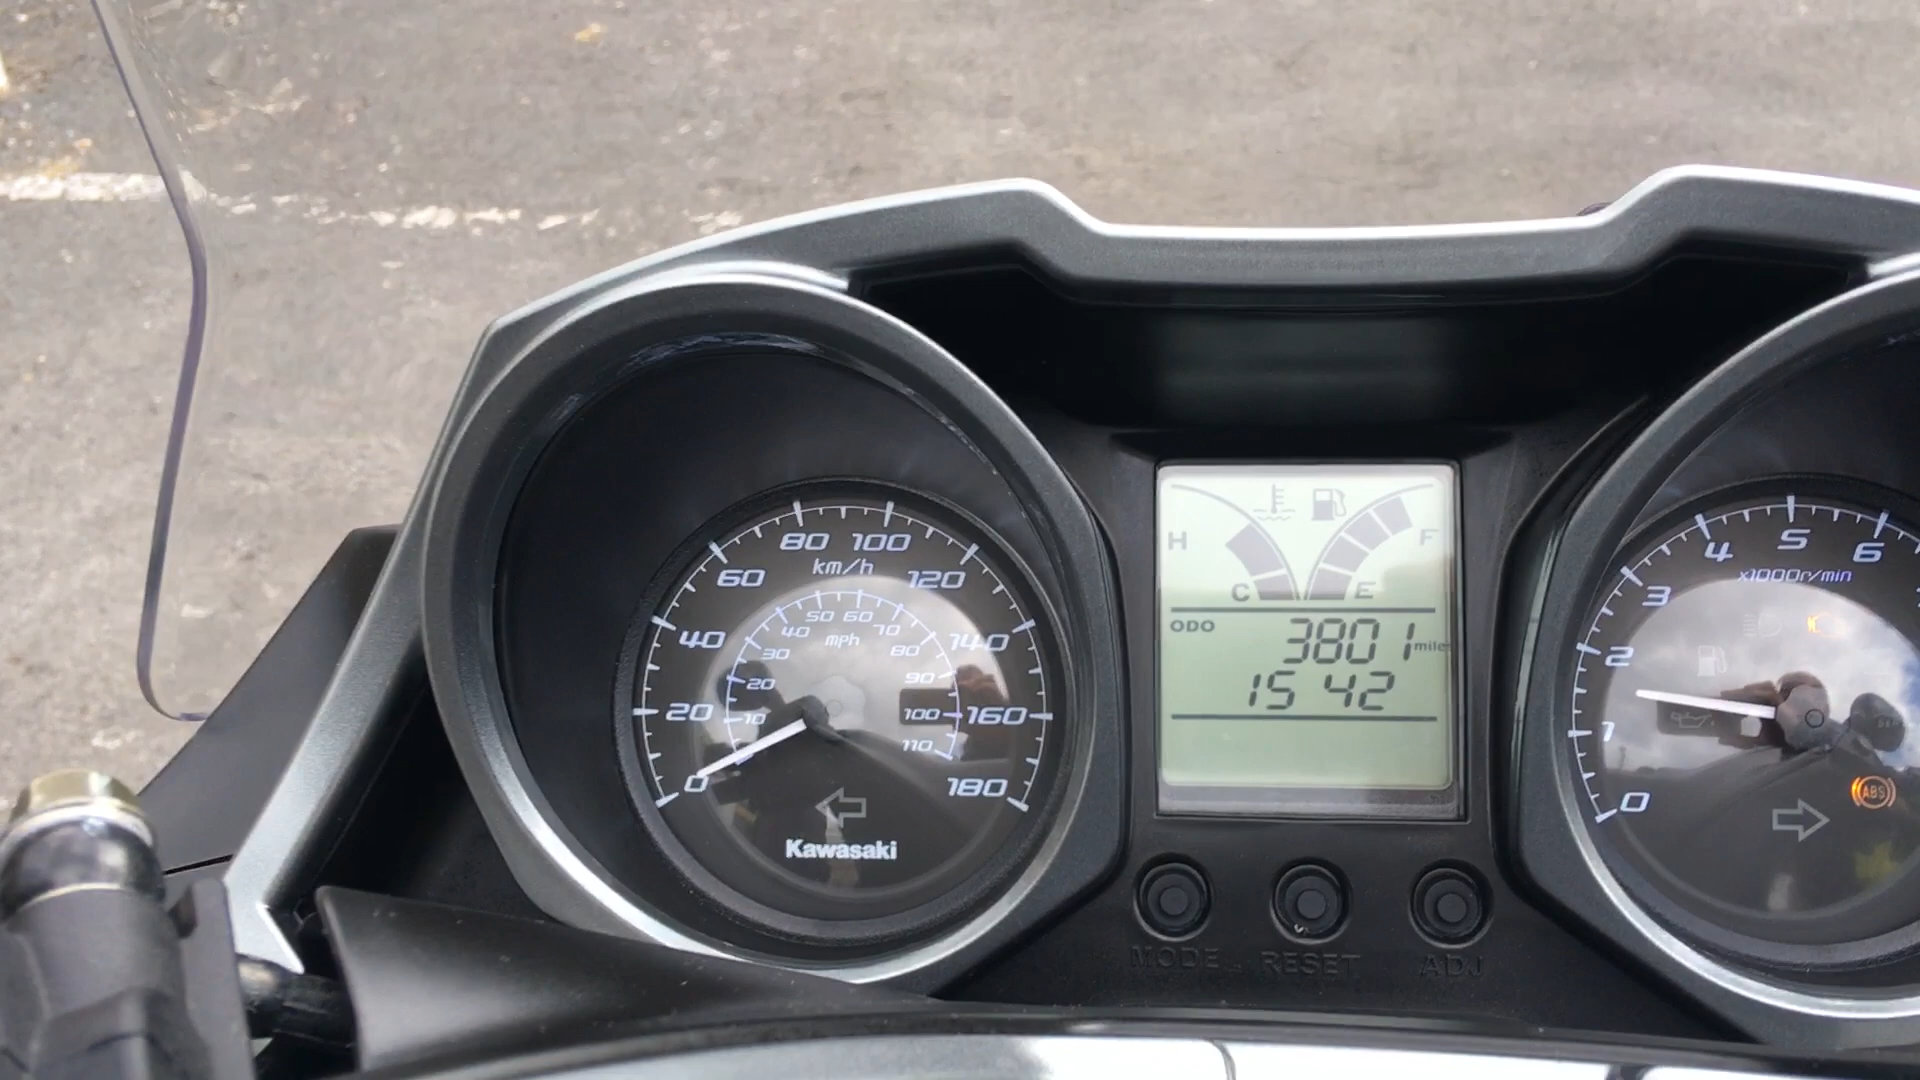 80 100
km/h
60 120
50 60
40 70
mph
40 140
30 80
20 90
20 10 100 160
110
0 180
Kawasaki
H F
C E
ODO 3801 miles
15 42
MODE RESET ADJ
4 5 6
x1000r/min
3
2
1
0
ABS